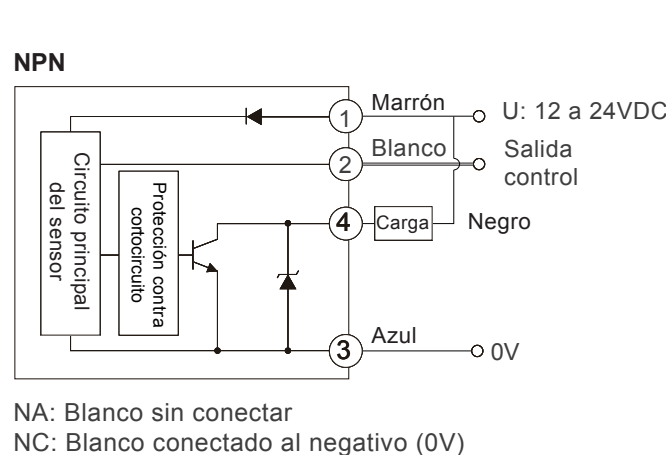 NPN
1
Marrón
U: 12 a 24VDC
2
Blanco
Salida
control
Circuito principal
del sensor
Protección contra
cortocircuito
4
Carga
Negro
3
Azul
0V
NA: Blanco sin conectar
NC: Blanco conectado al negativo (0V)